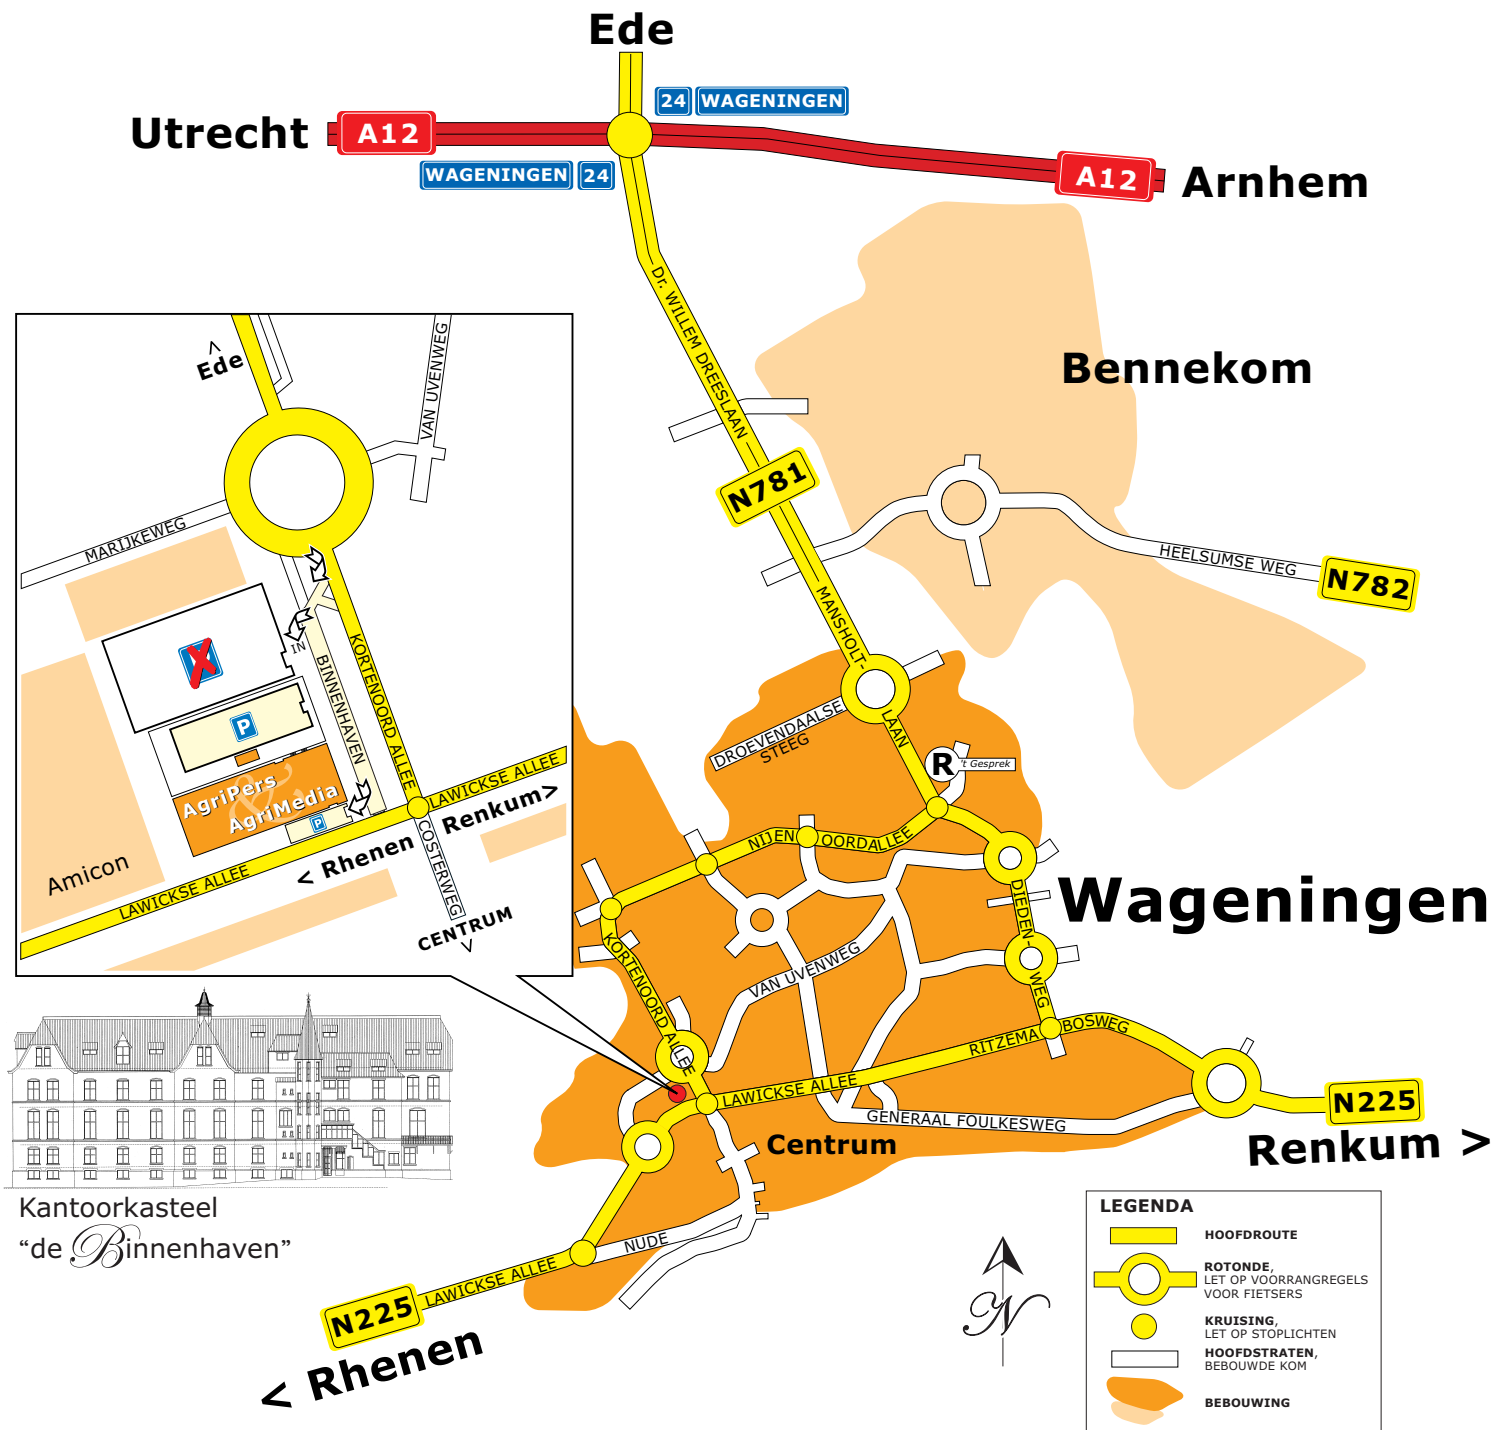 Ede
24 WAGENINGEN
Utrecht
A12
WAGENINGEN 24
A12
Arnhem
Dr. WILLEM DREESLAAN
Bennekom
N781
HEELSUMSE WEG
N782
MANSHOLT-
LAAN
DROEVENDAALSE
STEEG
R
't Gesprek
NIJEN
OORDALLEE
DIEDEN-
WEG
Wageningen
KORTENOORD ALLEE
VAN UVENWEG
RITZEMA
BOSWEG
LAWICKSE ALLEE
GENERAAL FOULKESWEG
N225
Renkum >
Centrum
NUDE
LAWICKSE ALLEE
N225
< Rhenen
^
Ede
VAN UVENWEG
MARIJKEWEG
IN
BINNENHAVEN
KORTENOORD ALLEE
P
&
AgriPers
AgriMedia
P
LAWICKSE ALLEE
Renkum>
< Rhenen
COSTERWEG
Amicon
LAWICKSE ALLEE
CENTRUM
>
Kantoorkasteel
“de Binnenhaven”
N
LEGENDA
HOOFDROUTE
ROTONDE,
LET OP VOORRANGREGELS
VOOR FIETSERS
KRUISING,
LET OP STOPLICHTEN
HOOFDSTRATEN,
BEBOUWDE KOM
BEBOUWING